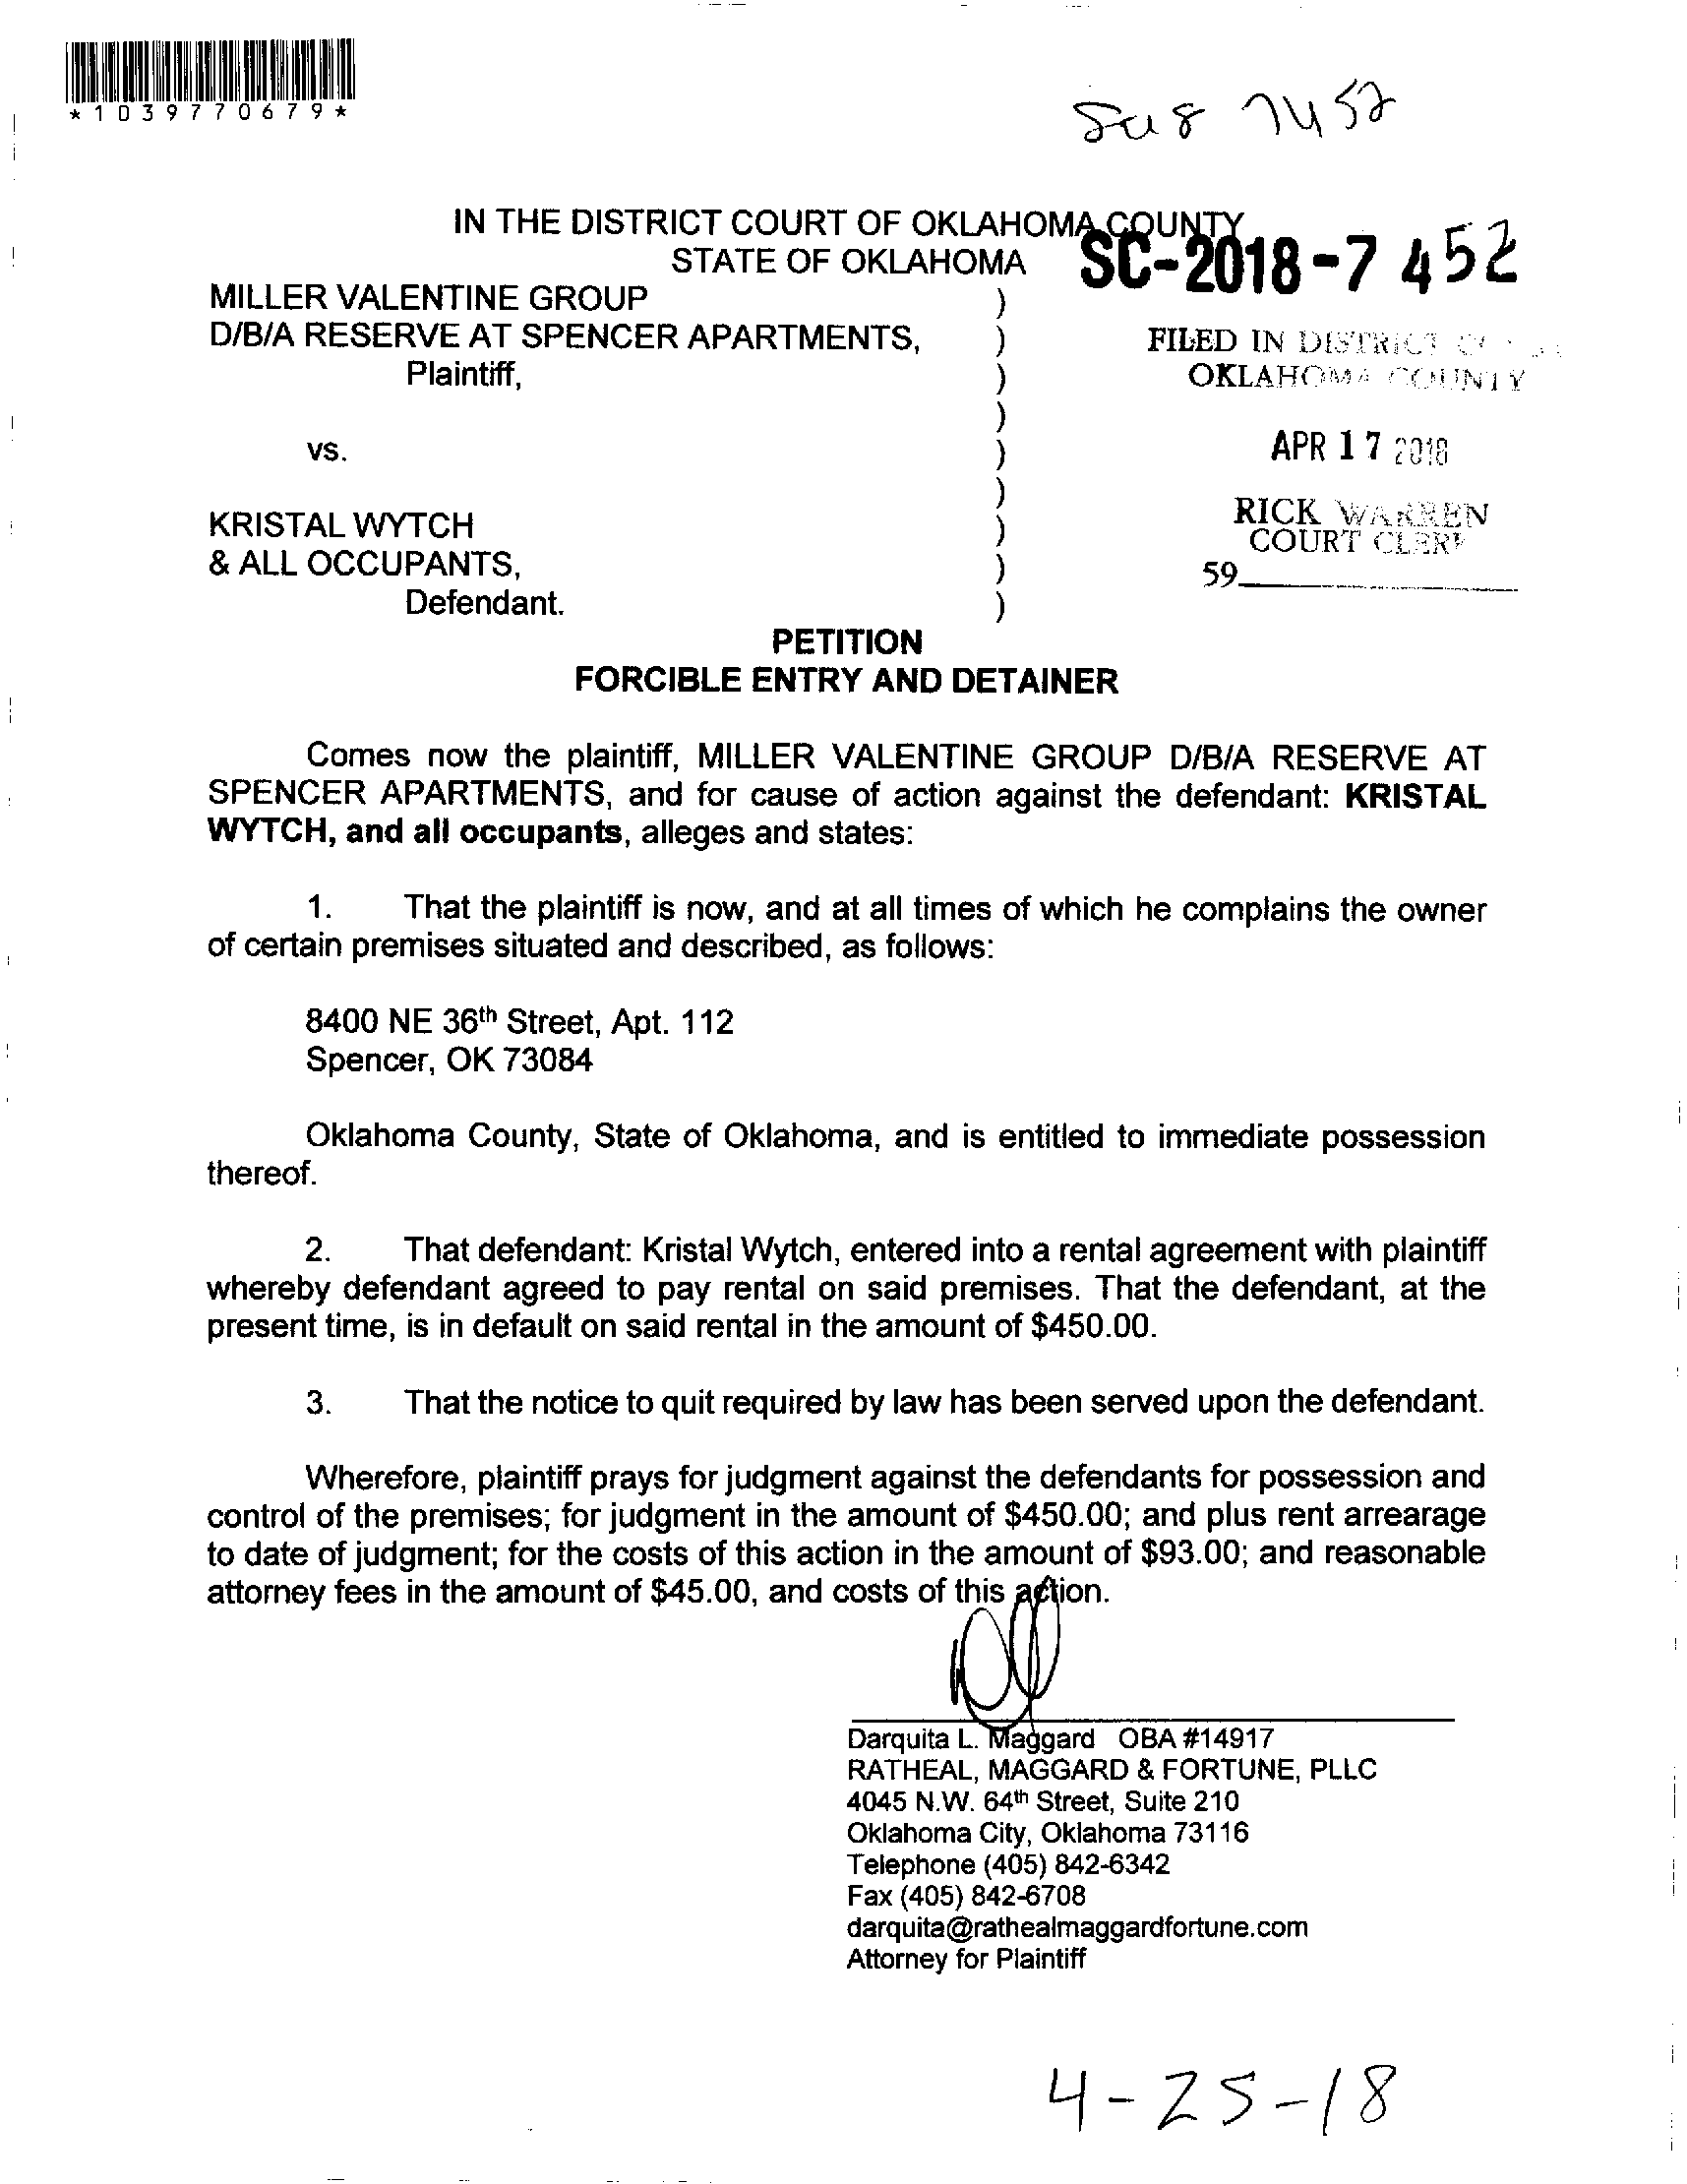 *1039770679*
7452
IN THE DISTRICT COURT OF OKLAHOMA COUNTY
STATE OF OKLAHOMA
SC-2018-7 452
MILLER VALENTINE GROUP )
D/B/A RESERVE AT SPENCER APARTMENTS, )
Plaintiff, )
)
vs. )
)
KRISTAL WYTCH )
& ALL OCCUPANTS, )
Defendant. )
FILED IN DISTRICT
OKLAHOMA COUNTY
APR 17 2018
RICK WARREN
COURT CLERK
59
PETITION
FORCIBLE ENTRY AND DETAINER
Comes now the plaintiff, MILLER VALENTINE GROUP D/B/A RESERVE AT
SPENCER APARTMENTS, and for cause of action against the defendant: KRISTAL
WYTCH, and all occupants, alleges and states:
1. That the plaintiff is now, and at all times of which he complains the owner
of certain premises situated and described, as follows:
8400 NE 36th Street, Apt. 112
Spencer, OK 73084
Oklahoma County, State of Oklahoma, and is entitled to immediate possession
thereof.
2. That defendant: Kristal Wytch, entered into a rental agreement with plaintiff
whereby defendant agreed to pay rental on said premises. That the defendant, at the
present time, is in default on said rental in the amount of $450.00.
3. That the notice to quit required by law has been served upon the defendant.
Wherefore, plaintiff prays for judgment against the defendants for possession and
control of the premises; for judgment in the amount of $450.00; and plus rent arrearage
to date of judgment; for the costs of this action in the amount of $93.00; and reasonable
attorney fees in the amount of $45.00, and costs of this action.
Darquita L. Maggard OBA #14917
RATHEAL, MAGGARD & FORTUNE, PLLC
4045 N.W. 64th Street, Suite 210
Oklahoma City, Oklahoma 73116
Telephone (405) 842-6342
Fax (405) 842-6708
darquita@rathealmaggardfortune.com
Attorney for Plaintiff
4-25-18